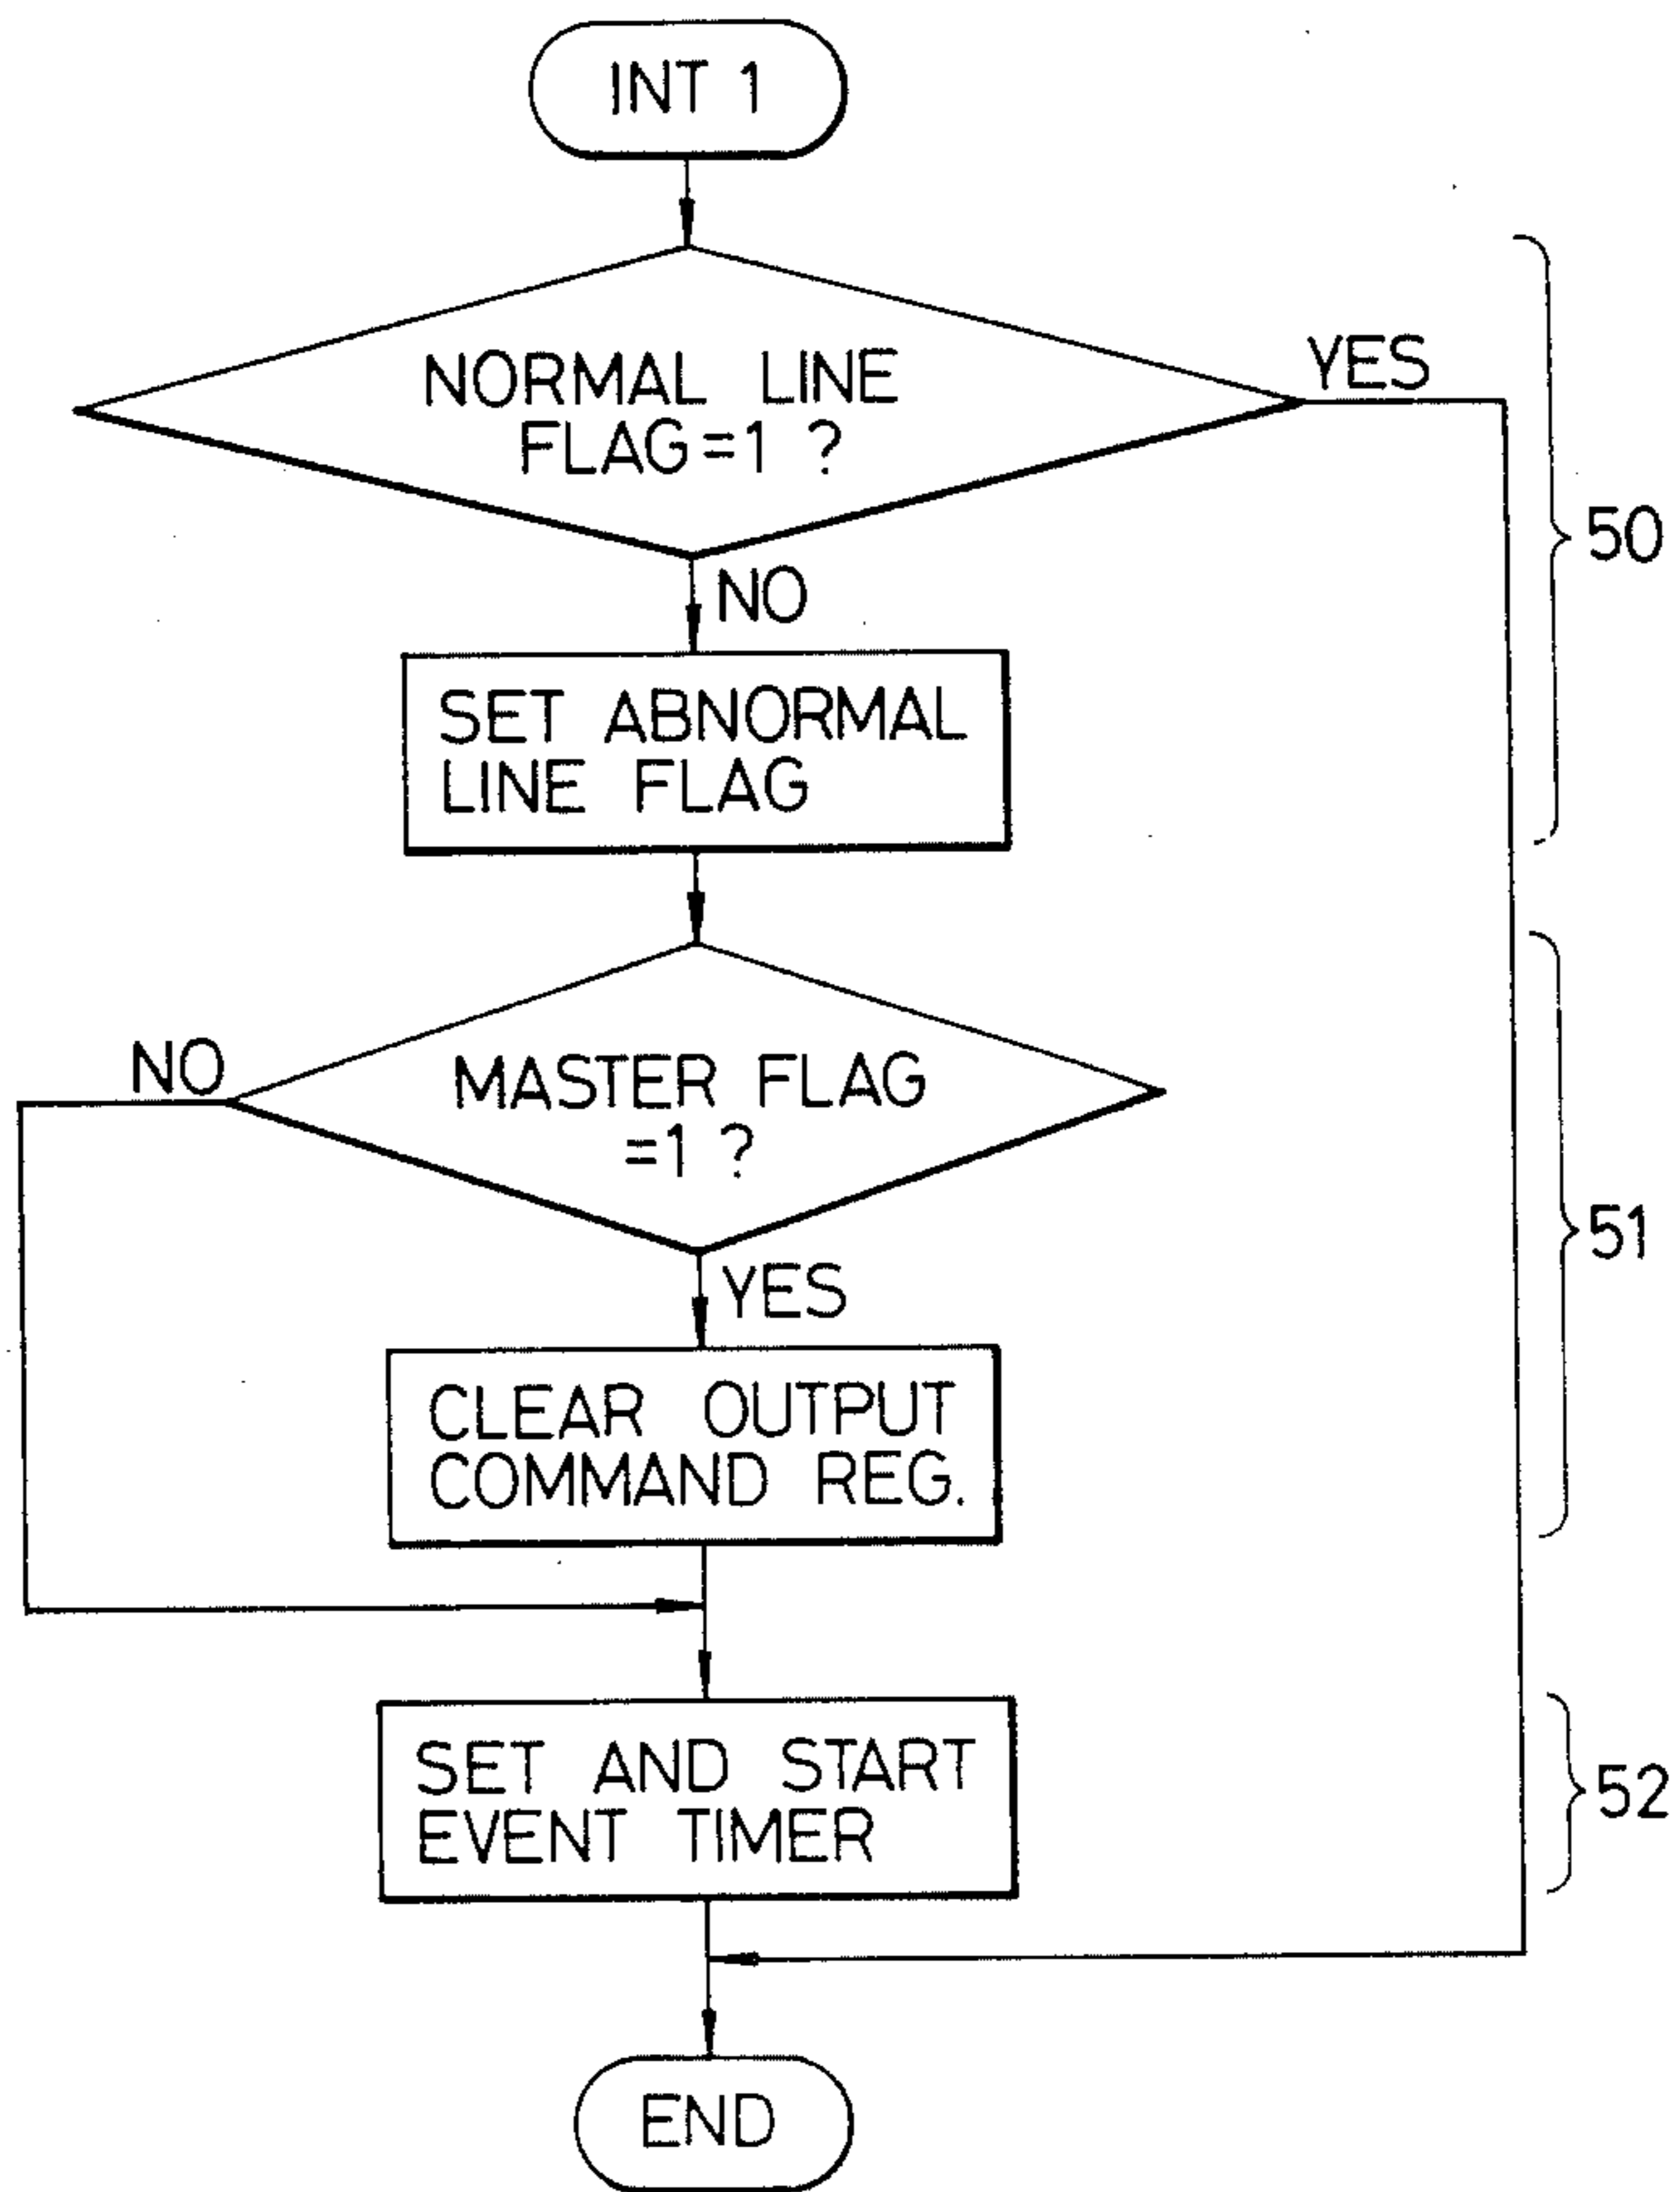 INT 1
NORMAL LINE
FLAG=1 ?
YES
50
NO
SET ABNORMAL
LINE FLAG
NO
MASTER FLAG
=1 ?
51
YES
CLEAR OUTPUT
COMMAND REG.
SET AND START
EVENT TIMER
52
END